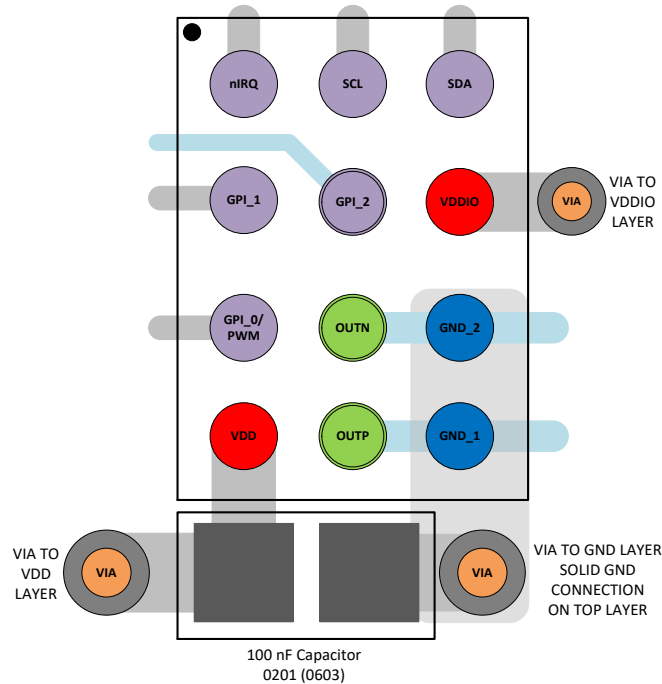 nIRQ
SCL
SDA
GPI_1
GPI_2
VDDIO
VIA
VIA TO
VDDIO
LAYER
GPI_0/
PWM
OUTN
GND_2
VDD
OUTP
GND_1
VIA TO
VDD
LAYER
VIA
VIA
VIA TO GND LAYER
SOLID GND
CONNECTION
ON TOP LAYER
100 nF Capacitor
0201 (0603)